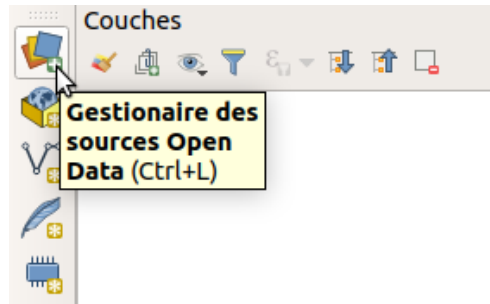 Couches
Gestionaire des
sources Open
Data (Ctrl+L)